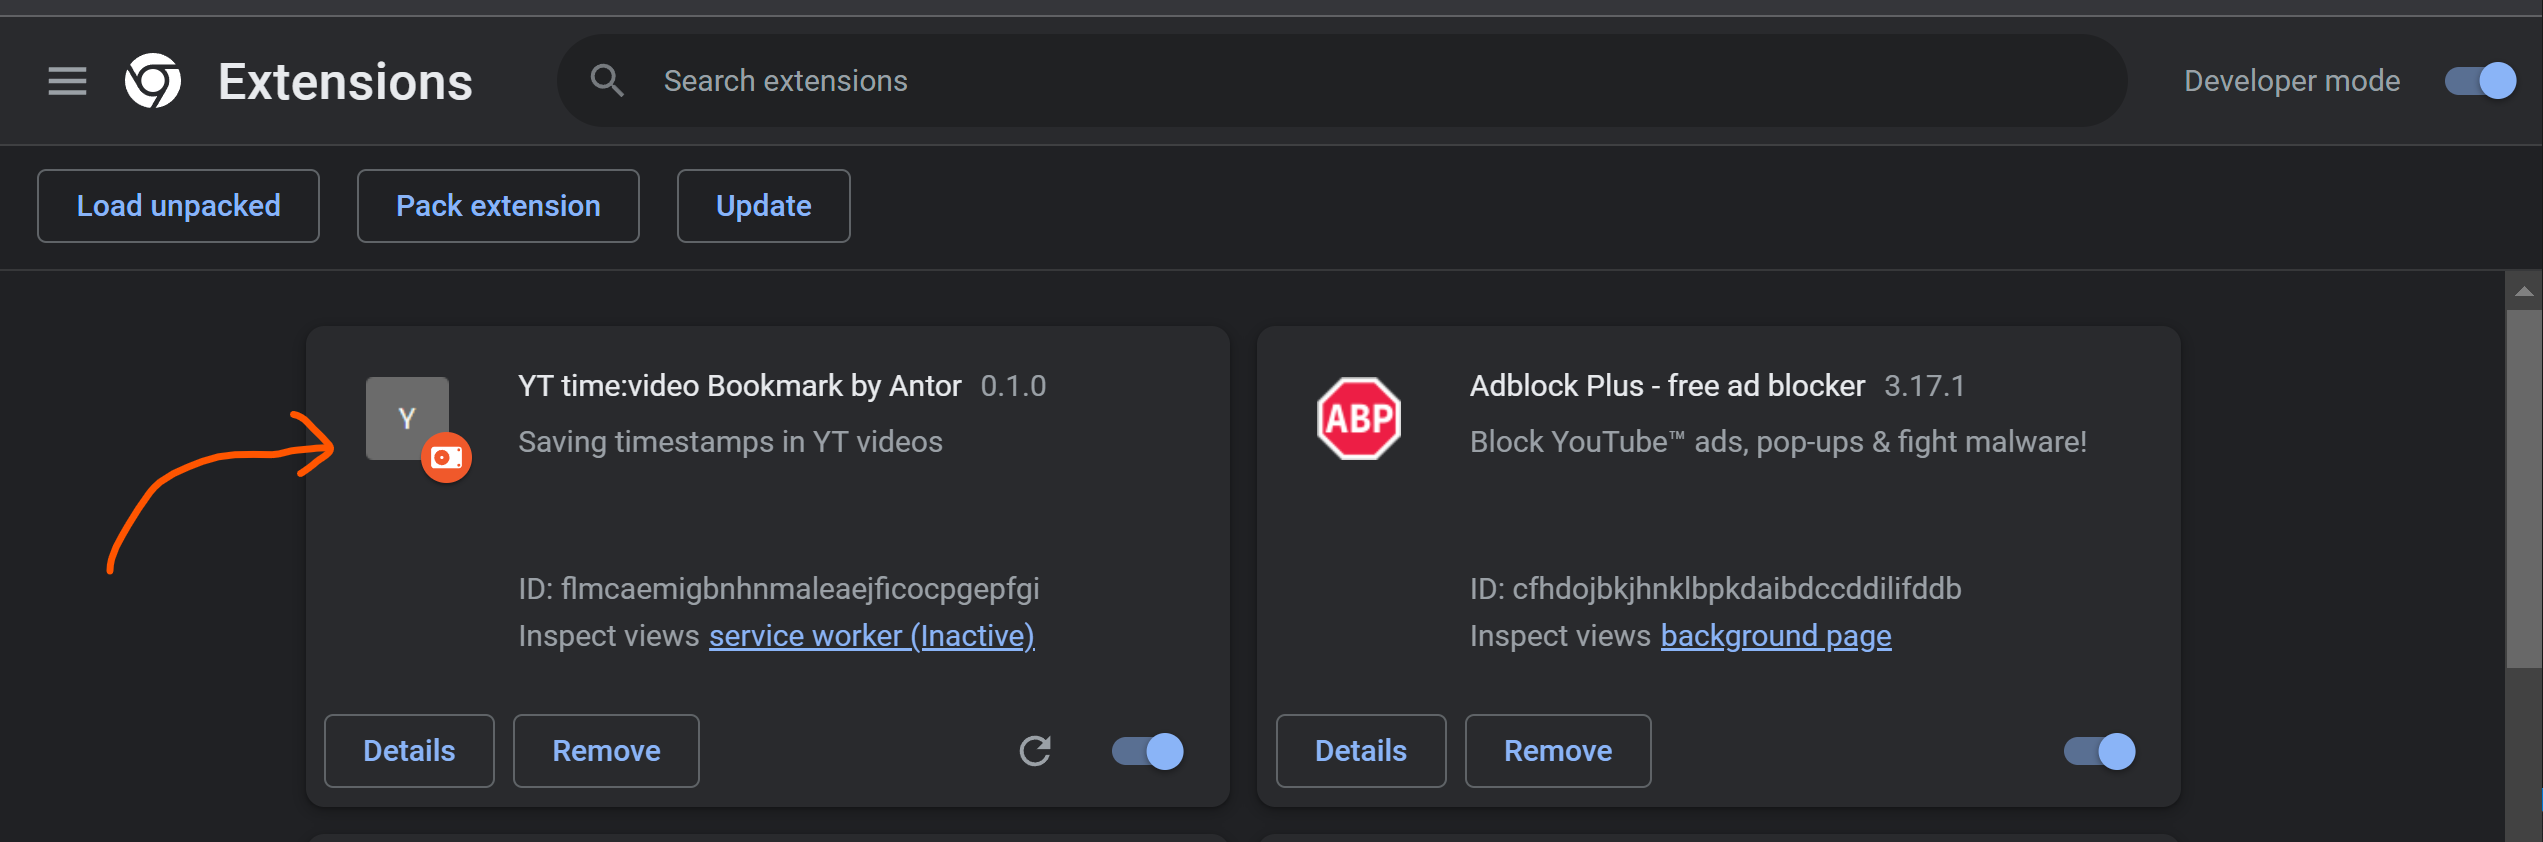 Extensions
Search extensions
Developer mode
Load unpacked
Pack extension
Update
Y
YT time:video Bookmark by Antor 0.1.0
Saving timestamps in YT videos
ID: flmcaemigbnhnmaleaejficocpgepfgi
Inspect views service worker (Inactive)
Details
Remove
ABP
Adblock Plus - free ad blocker 3.17.1
Block YouTube™ ads, pop-ups & fight malware!
ID: cfhdojbkjhnklbpkdaibdccddilifddb
Inspect views background page
Details
Remove